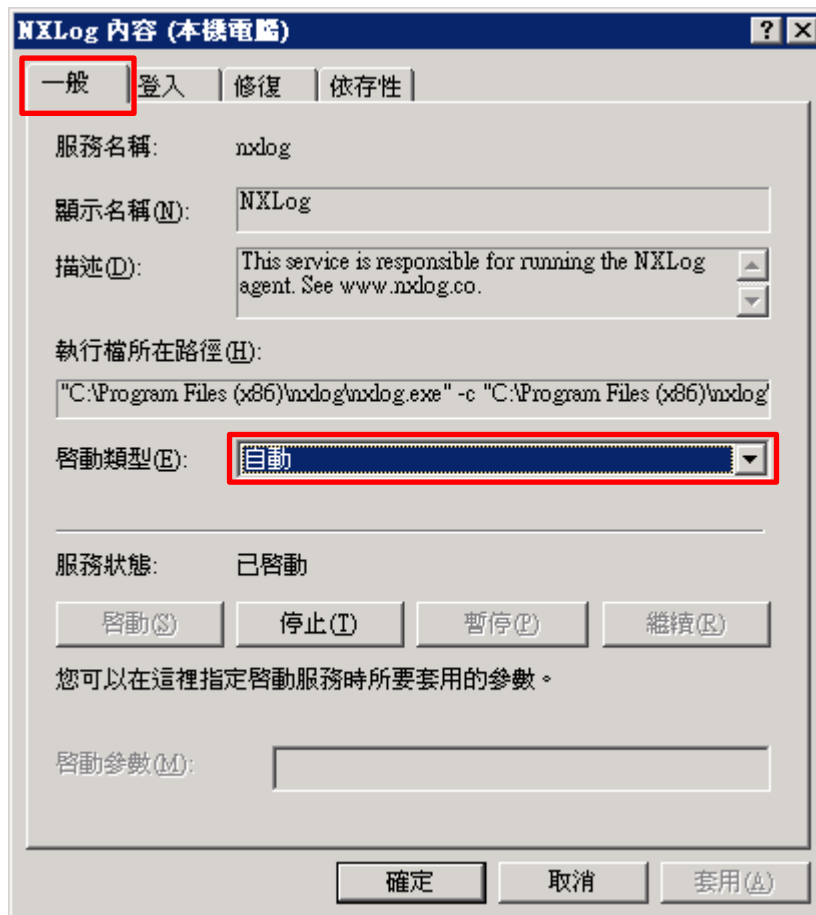 NXLog 內容 (本機電腦)
一般 登入 修復 依存性
服務名稱: nxlog
顯示名稱(N): NXLog
描述(D): This service is responsible for running the NXLog
agent. See www.nxlog.co.
執行檔所在路徑(H):
"C:\Program Files (x86)\nxlog\nxlog.exe" -c "C:\Program Files (x86)\nxlog\
啟動類型(E): 自動
服務狀態: 已啟動
啟動(S) 停止(T) 暫停(P) 繼續(R)
您可以在這裡指定啟動服務時所要套用的參數。
啟動參數(M):
確定 取消 套用(A)